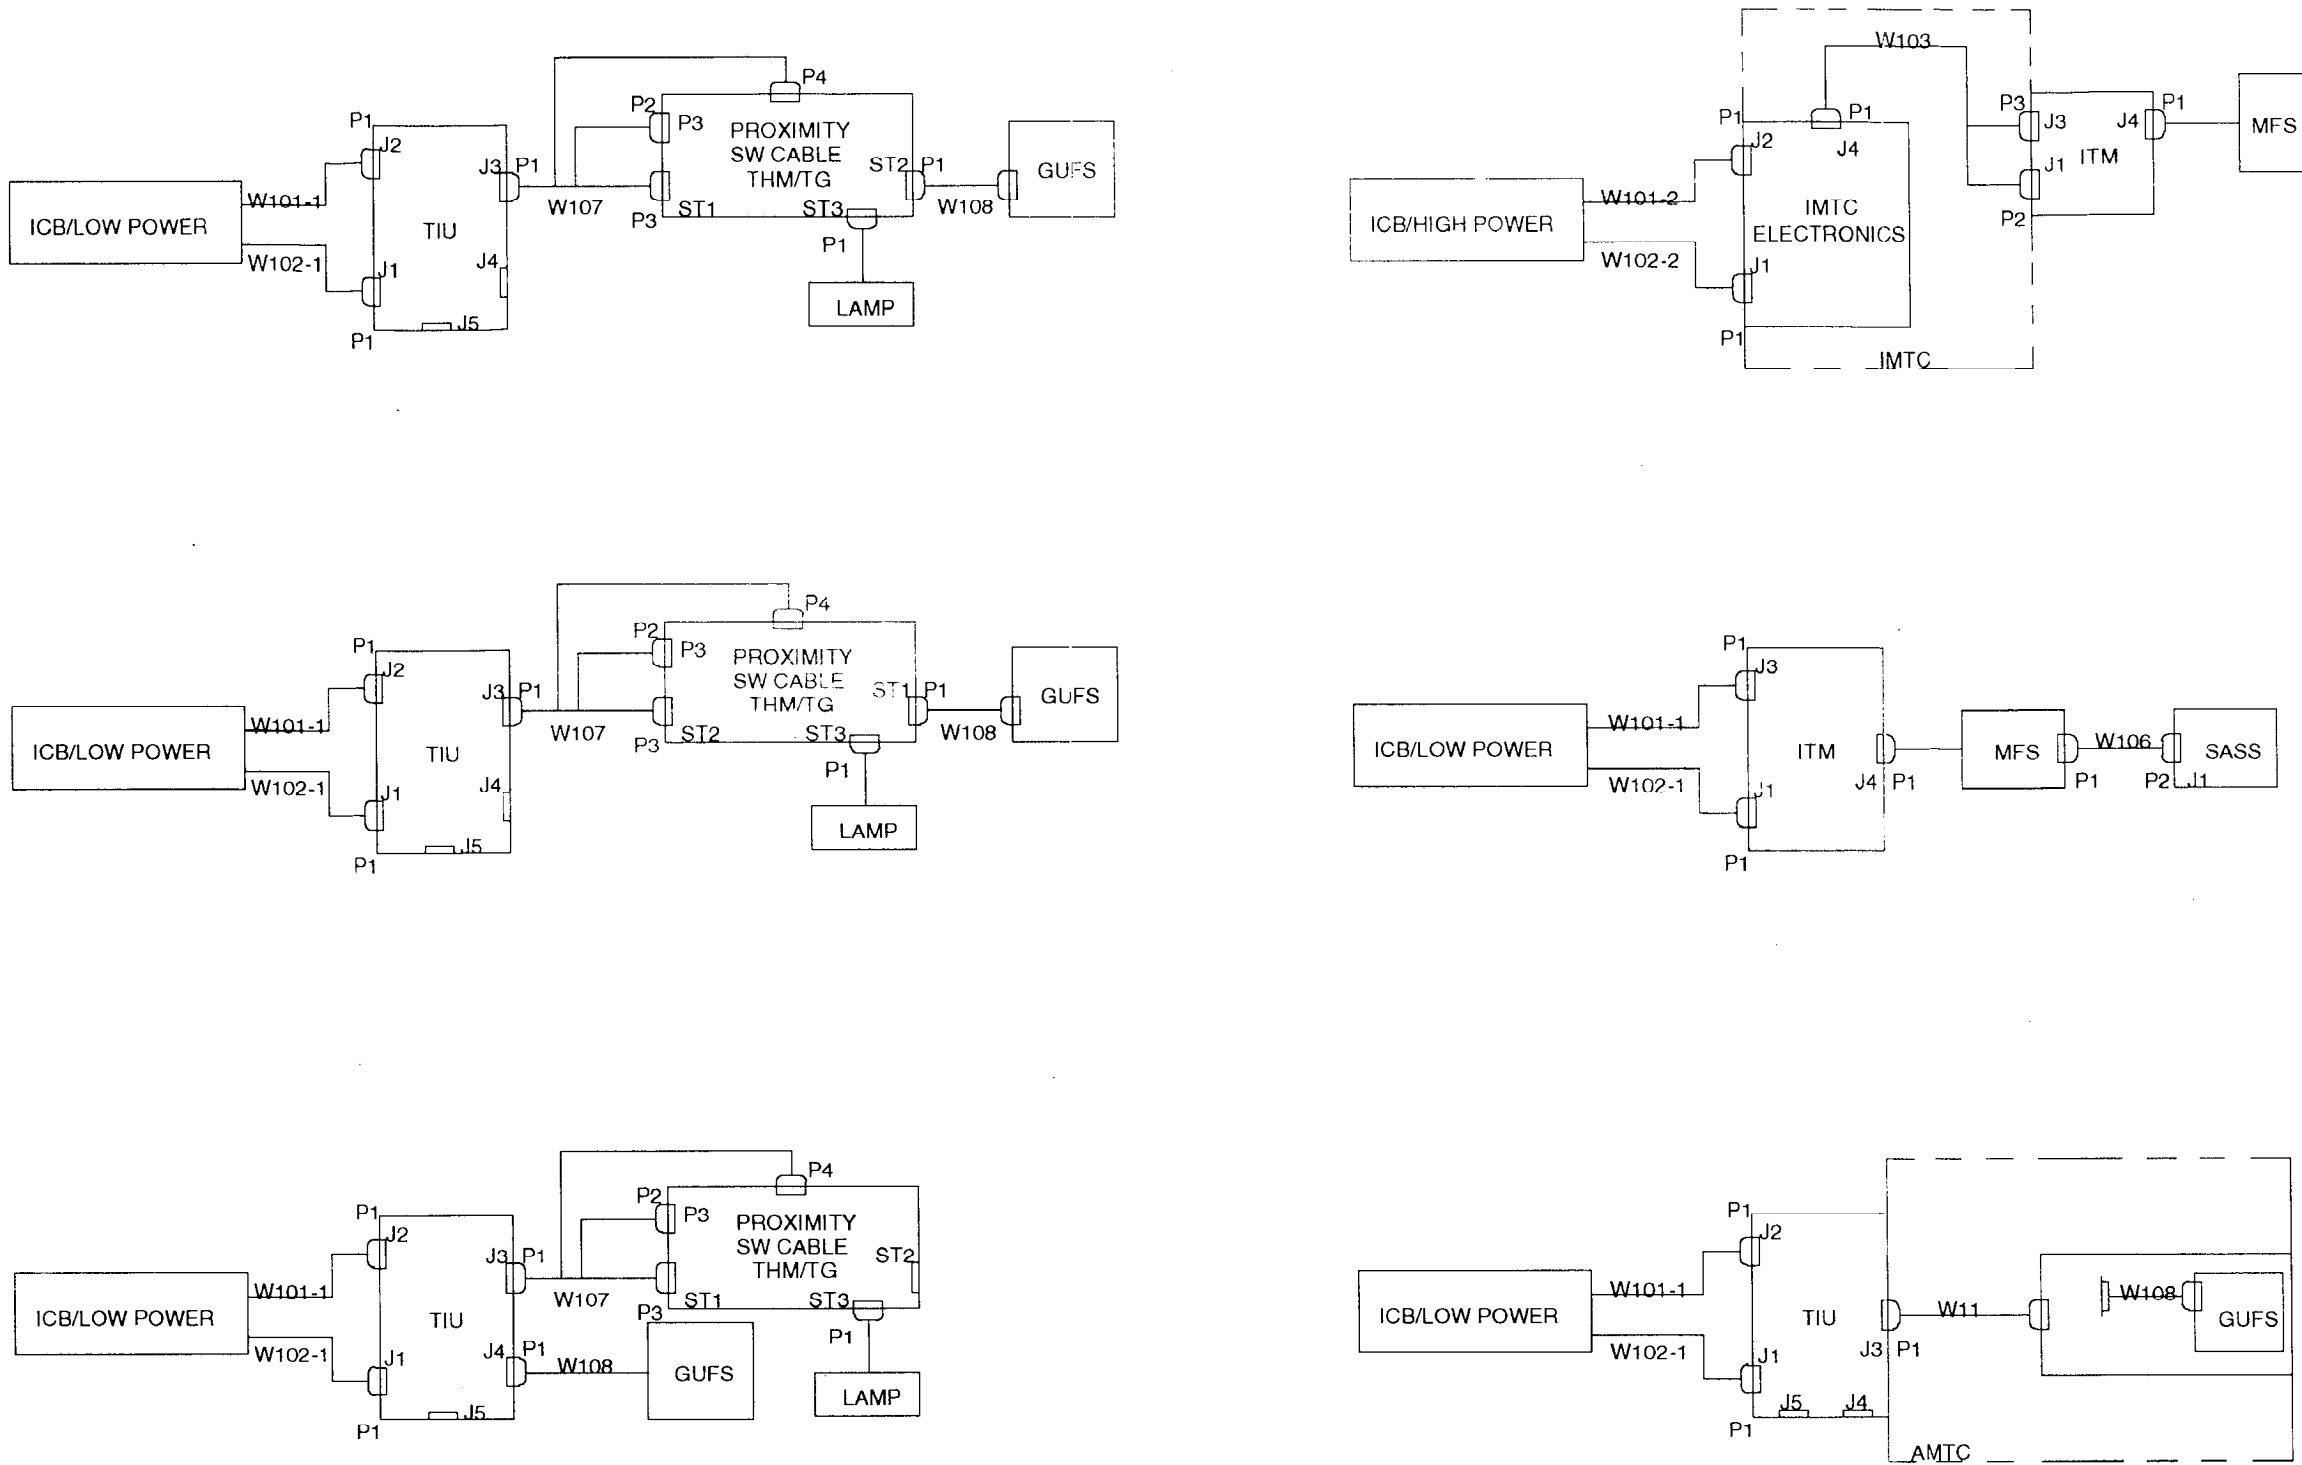 P4
P2
P1
P3
PROXIMITY
SW CABLE
THM/TG
J2
J3
P1
ST2
P1
GUFS
W101-1
W107
ST1
ST3
W108
P3
ICB/LOW POWER
TIU
P1
W102-1
J4
J1
LAMP
J5
P1
W103
P3
P1
P1
P1
J3
J4
MFS
J2
J4
ITM
J1
W101-2
IMTC
P2
ICB/HIGH POWER
ELECTRONICS
W102-2
J1
P1
IMTC
P4
P2
P1
P3
PROXIMITY
SW CABLE
THM/TG
J2
J3
P1
ST1
P1
GUFS
W101-1
W107
ST2
ST3
W108
P3
ICB/LOW POWER
TIU
P1
W102-1
J4
J1
LAMP
J5
P1
P1
J3
W101-1
W106
ICB/LOW POWER
ITM
MFS
SASS
J4
P1
P1
P2
J1
W102-1
J1
P1
P4
P2
P1
P3
PROXIMITY
SW CABLE
THM/TG
J2
J3
P1
ST2
W101-1
W107
ST1
ST3
P3
ICB/LOW POWER
TIU
P1
W102-1
J4
P1
J1
W108
GUFS
LAMP
J5
P1
P1
J2
W101-1
W108
W11
ICB/LOW POWER
TIU
GUFS
W102-1
J3
P1
J1
J5
J4
P1
AMTC